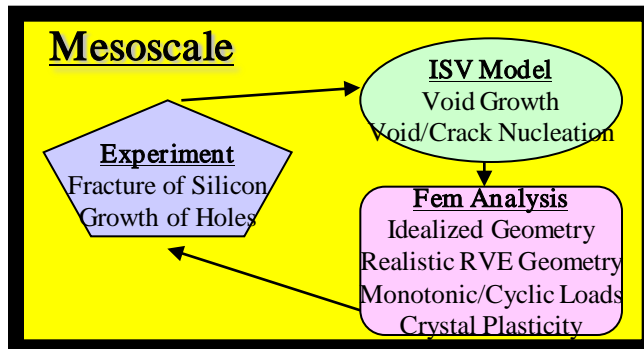 Mesoscale
ISV Model
Void Growth
Void/Crack Nucleation
Experiment
Fracture of Silicon
Growth of Holes
Fem Analysis
Idealized Geometry
Realistic RVE Geometry
Monotonic/Cyclic Loads
Crystal Plasticity